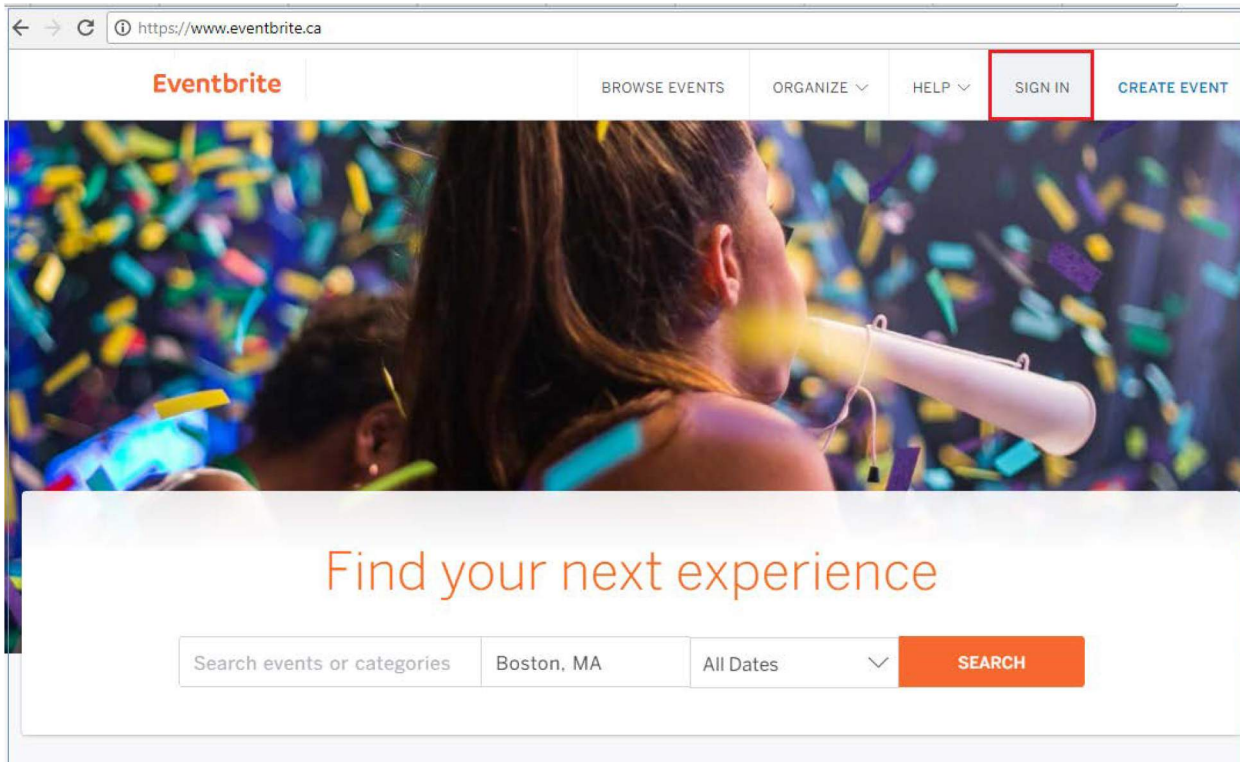 https://www.eventbrite.ca
Eventbrite BROWSE EVENTS ORGANIZE HELP SIGN IN CREATE EVENT
Find your next experience
Search events or categories Boston, MA All Dates SEARCH